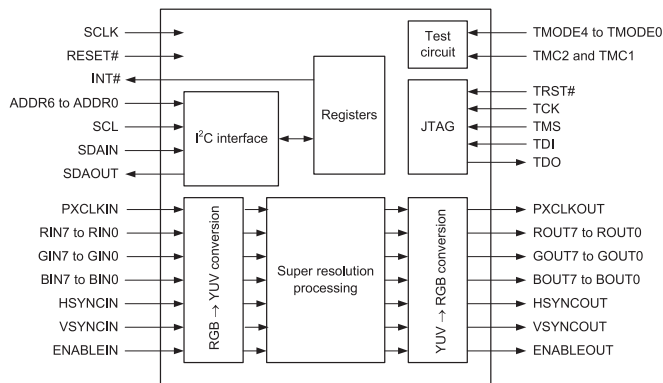 SCLK
RESET#
INT#
ADDR6 to ADDR0
SCL
SDAIN
SDAOUT
I²C interface
Registers
Test
circuit
TMODE4 to TMODE0
TMC2 and TMC1
JTAG
TRST#
TCK
TMS
TDI
TDO
PXCLKIN
RIN7 to RIN0
GIN7 to GIN0
BIN7 to BIN0
HSYNCIN
VSYNCIN
ENABLEIN
RGB → YUV conversion
Super resolution
processing
YUV → RGB conversion
PXCLKOUT
ROUT7 to ROUT0
GOUT7 to GOUT0
BOUT7 to BOUT0
HSYNCOUT
VSYNCOUT
ENABLEOUT